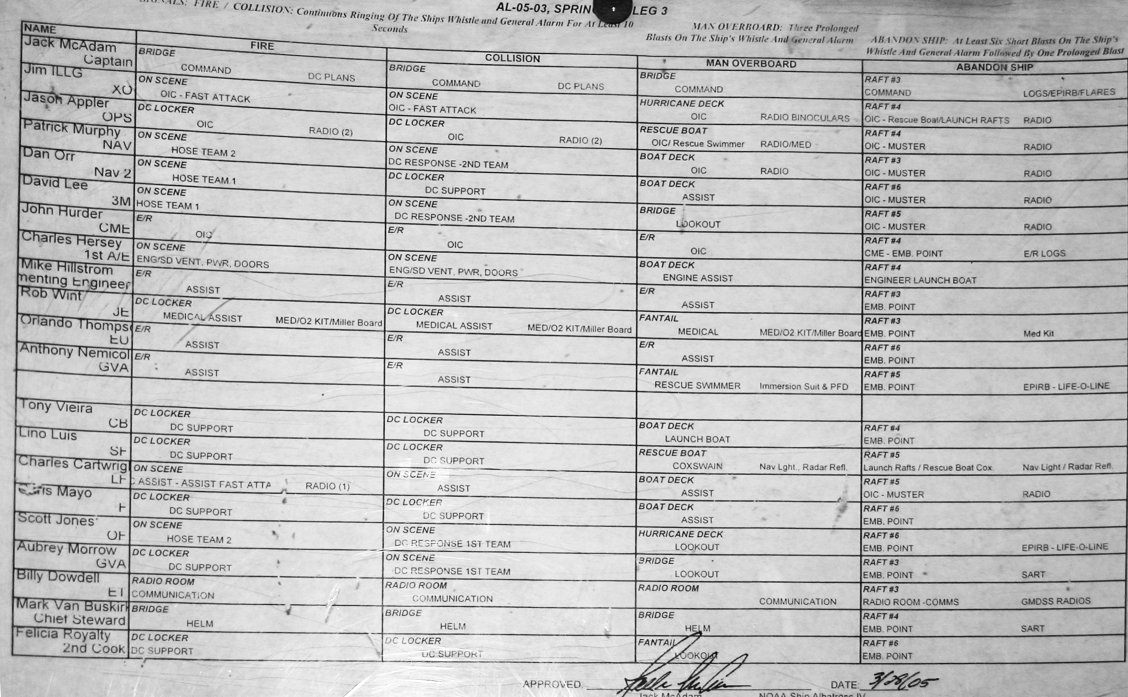 AL-05-03, SPRIN LEG 3
SIGNALS: FIRE / COLLISION: Continuous Ringing Of The Ships Whistle and General Alarm For At Least 10 Seconds
MAN OVERBOARD: Three Prolonged Blasts On The Ship's Whistle And General Alarm
ABANDON SHIP: At Least Six Short Blasts On The Ship's Whistle And General Alarm Followed By One Prolonged Blast
NAME FIRE COLLISION MAN OVERBOARD ABANDON SHIP
Jack McAdam BRIDGE BRIDGE BRIDGE RAFT #3
Captain COMMAND DC PLANS COMMAND DC PLANS COMMAND COMMAND LOGS/EPIRB/FLARES
Jim ILLG ON SCENE ON SCENE HURRICANE DECK RAFT #4
XO OIC - FAST ATTACK OIC - FAST ATTACK OIC RADIO BINOCULARS OIC - Rescue Boat/LAUNCH RAFTS RADIO
Jason Appler DC LOCKER DC LOCKER RESCUE BOAT RAFT #4
OPS OIC RADIO (2) OIC RADIO (2) OIC/ Rescue Swimmer RADIO/MED OIC - MUSTER RADIO
Patrick Murphy ON SCENE ON SCENE BOAT DECK RAFT #3
NAV HOSE TEAM 2 DC RESPONSE -2ND TEAM OIC RADIO OIC - MUSTER RADIO
Dan Orr ON SCENE DC LOCKER BOAT DECK RAFT #6
Nav 2 HOSE TEAM 1 DC SUPPORT ASSIST OIC - MUSTER RADIO
David Lee ON SCENE ON SCENE BRIDGE RAFT #5
3M HOSE TEAM 1 DC RESPONSE -2ND TEAM LOOKOUT OIC - MUSTER RADIO
John Hurder E/R E/R E/R RAFT #4
CME OIC OIC OIC CME - EMB. POINT E/R LOGS
Charles Hersey ON SCENE ON SCENE BOAT DECK RAFT #4
1st A/E ENG/SD VENT, PWR, DOORS ENG/SD VENT, PWR, DOORS ENGINE ASSIST ENGINEER LAUNCH BOAT
Mike Hillstrom E/R E/R E/R RAFT #3
menting Engineer ASSIST ASSIST ASSIST EMB. POINT
Rob Wint DC LOCKER DC LOCKER FANTAIL RAFT #3
JE MEDICAL ASSIST MED/O2 KIT/Miller Board MEDICAL ASSIST MED/O2 KIT/Miller Board MEDICAL MED/O2 KIT/Miller Board EMB. POINT Med Kit
Orlando Thomps E/R E/R E/R RAFT #6
EU ASSIST ASSIST ASSIST EMB. POINT
Anthony Nemicol E/R E/R FANTAIL RAFT #5
GVA ASSIST ASSIST RESCUE SWIMMER Immersion Suit & PFD EMB. POINT EPIRB - LIFE-O-LINE
Tony Vieira DC LOCKER DC LOCKER BOAT DECK RAFT #4
CB DC SUPPORT DC SUPPORT LAUNCH BOAT EMB. POINT
Lino Luis DC LOCKER DC LOCKER RESCUE BOAT RAFT #5
SF DC SUPPORT DC SUPPORT COXSWAIN Nav Lght., Radar Refl. Launch Rafts / Rescue Boat Cox. Nav Light / Radar Refl.
Charles Cartwrig ON SCENE ON SCENE BOAT DECK RAFT #5
LF ASSIST - ASSIST FAST ATTA RADIO (1) ASSIST ASSIST OIC - MUSTER RADIO
Mayo DC LOCKER DC LOCKER BOAT DECK RAFT #6
F DC SUPPORT DC SUPPORT ASSIST EMB. POINT
Scott Jones ON SCENE ON SCENE HURRICANE DECK RAFT #6
OF HOSE TEAM 2 DC RESPONSE 1ST TEAM LOOKOUT EMB. POINT EPIRB - LIFE-O-LINE
Aubrey Morrow DC LOCKER ON SCENE BRIDGE RAFT #3
GVA DC SUPPORT DC RESPONSE 1ST TEAM LOOKOUT EMB. POINT SART
Billy Dowdell RADIO ROOM RADIO ROOM RADIO ROOM RAFT #3
ET COMMUNICATION COMMUNICATION COMMUNICATION RADIO ROOM -COMMS GMDSS RADIOS
Mark Van Buskirk BRIDGE BRIDGE BRIDGE RAFT #4
Chief Steward HELM HELM HELM EMB. POINT SART
Felicia Royalty DC LOCKER DC LOCKER FANTAIL RAFT #6
2nd Cook DC SUPPORT DC SUPPORT LOOKOUT EMB. POINT
APPROVED. DATE: 3/28/05
Jack McAdam NOAA Ship Albatross IV